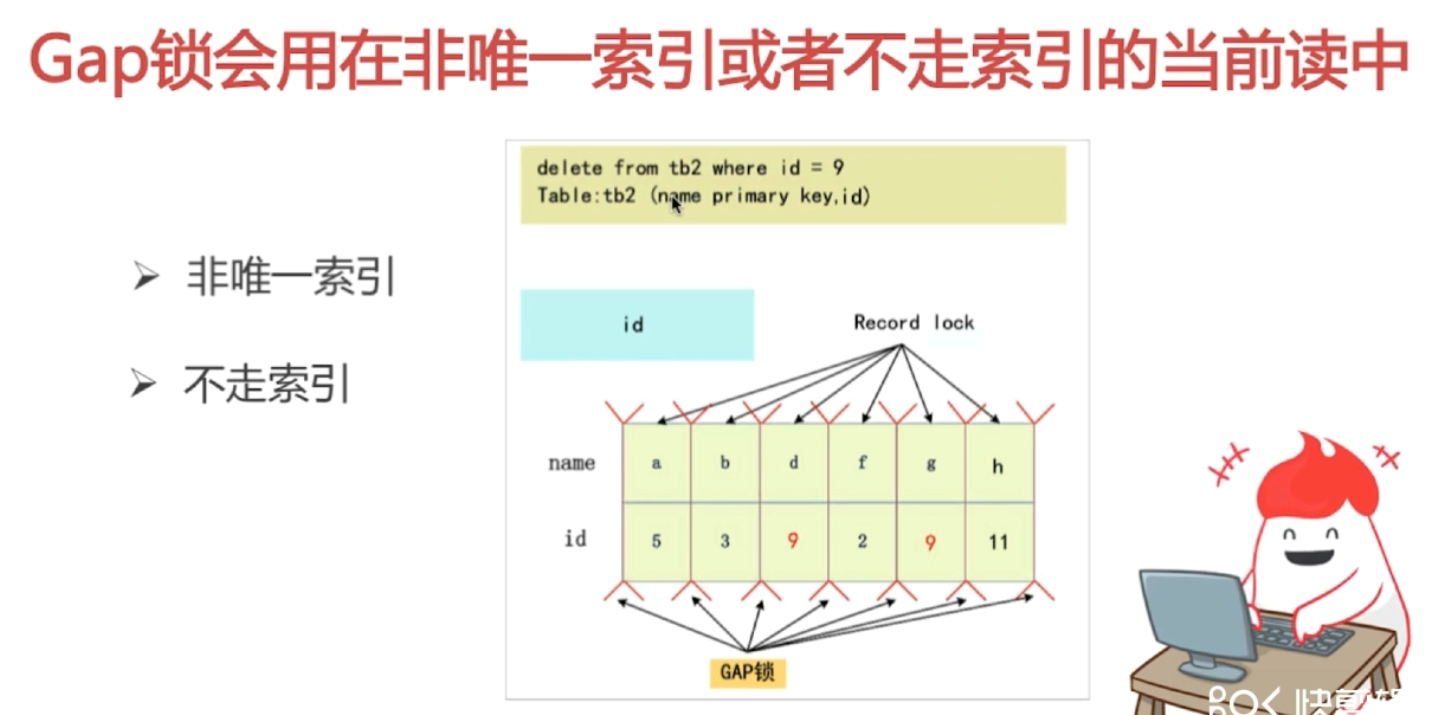 Gap锁会用在非唯一索引或者不走索引的当前读中
delete from tb2 where id = 9
Table:tb2 (name primary key,id)
➢ 非唯一索引
➢ 不走索引
id
Record lock
name a b d f g h
id 5 3 9 2 9 11
GAP锁